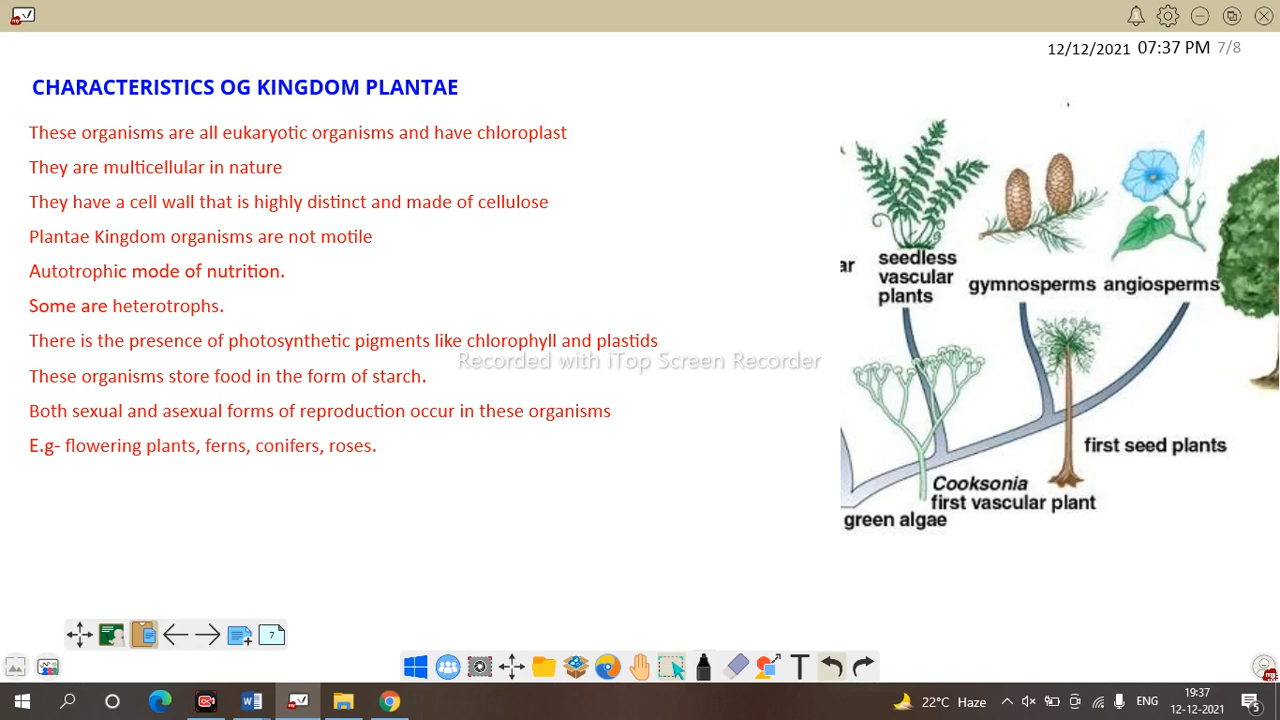 12/12/2021 07:37 PM 7/8
CHARACTERISTICS OG KINGDOM PLANTAE
These organisms are all eukaryotic organisms and have chloroplast
They are multicellular in nature
They have a cell wall that is highly distinct and made of cellulose
Plantae Kingdom organisms are not motile
Autotrophic mode of nutrition.
Some are heterotrophs.
There is the presence of photosynthetic pigments like chlorophyll and plastids
Recorded with iTop Screen Recorder
These organisms store food in the form of starch.
Both sexual and asexual forms of reproduction occur in these organisms
E.g- flowering plants, ferns, conifers, roses.
ar
seedless
vascular
plants
gymnosperms angiosperms
first seed plants
Cooksonia
first vascular plant
green algae
7
22°C Haze
ENG
19:37
12-12-2021
5